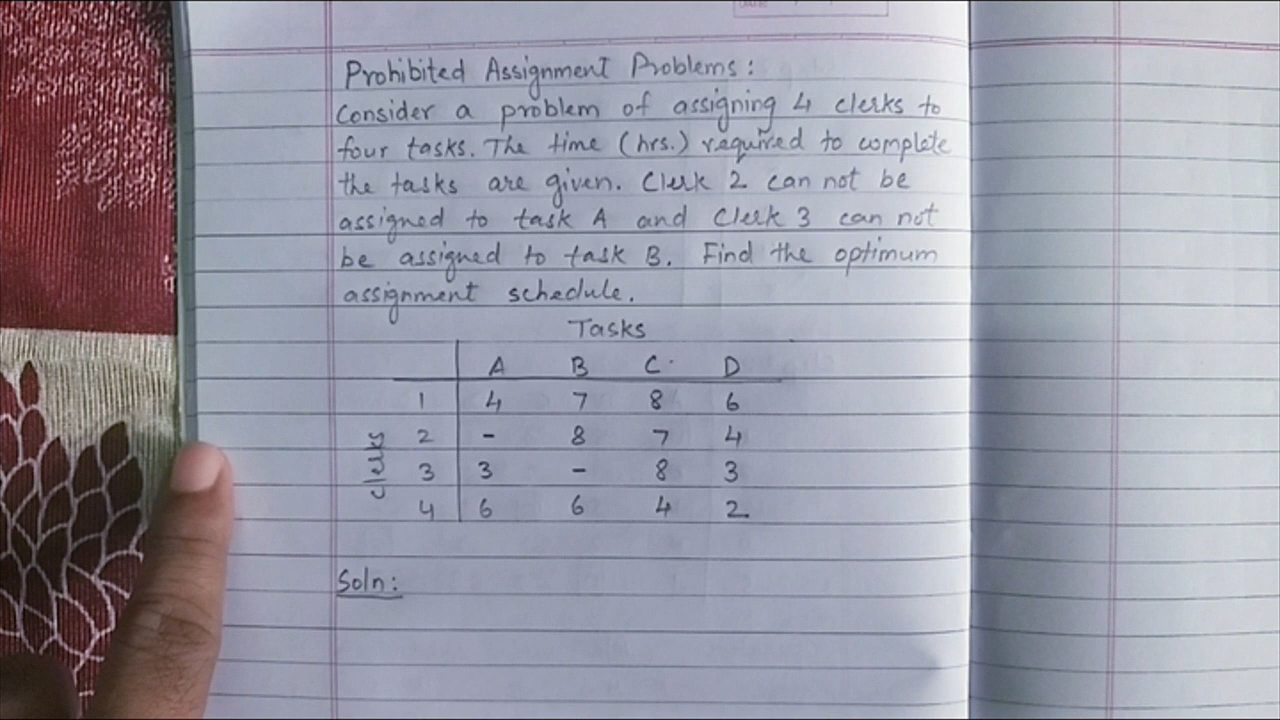 Prohibited Assignment Problems:
Consider a problem of assigning 4 clerks to
four tasks. The time (hrs.) required to complete
the tasks are given. Clerk 2 can not be
assigned to task A and Clerk 3 can not
be assigned to task B. Find the optimum
assignment schedule.
Tasks
A B C D
1 4 7 8 6
2 - 8 7 4
clerks
3 3 - 8 3
4 6 6 4 2
Soln: